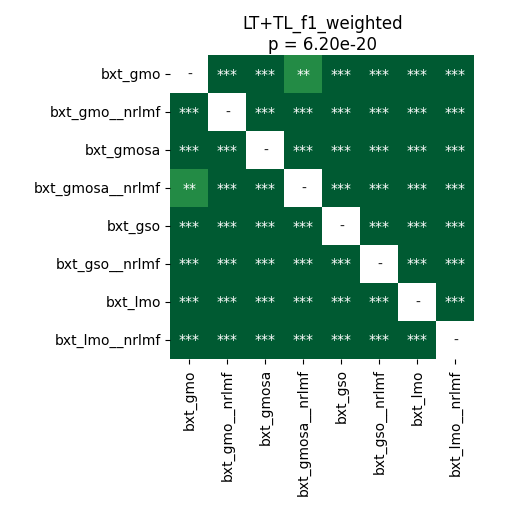 LT+TL_f1_weighted
p = 6.20e-20
bxt_gmo - *** *** ** *** *** *** ***
bxt_gmo__nrlmf *** - *** *** *** *** *** ***
bxt_gmosa *** *** - *** *** *** *** ***
bxt_gmosa__nrlmf ** *** *** - *** *** *** ***
bxt_gso *** *** *** *** - *** *** ***
bxt_gso__nrlmf *** *** *** *** *** - *** ***
bxt_lmo *** *** *** *** *** *** - ***
bxt_lmo__nrlmf *** *** *** *** *** *** *** -
bxt_gmo
bxt_gmo__nrlmf
bxt_gmosa
bxt_gmosa__nrlmf
bxt_gso
bxt_gso__nrlmf
bxt_lmo
bxt_lmo__nrlmf